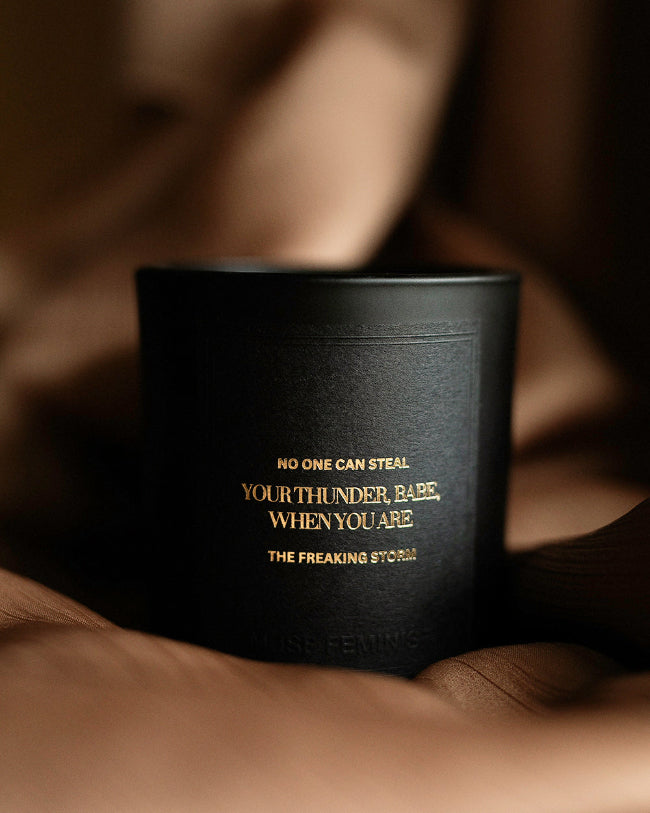 NO ONE CAN STEAL
YOUR THUNDER, BABE,
WHEN YOU ARE
THE FREAKING STORM